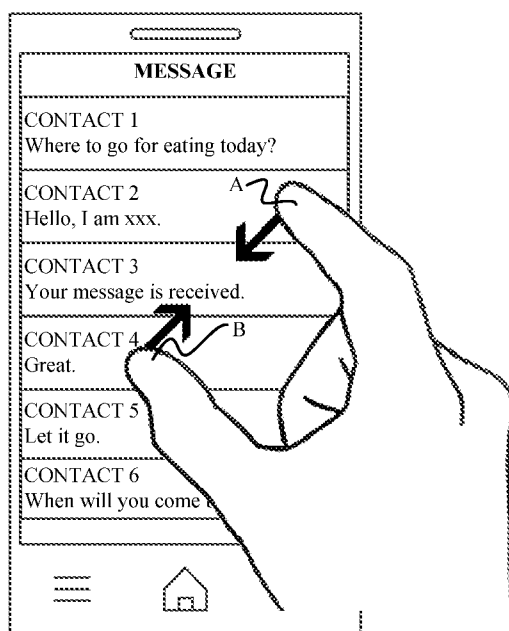 MESSAGE
CONTACT 1
Where to go for eating today?
CONTACT 2
A
Hello, I am xxx.
CONTACT 3
Your message is received.
B
CONTACT 4
Great.
CONTACT 5
Let it go.
CONTACT 6
When will you come